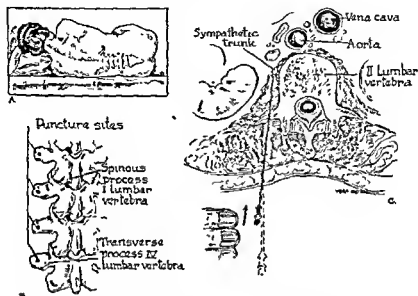 Vena cava
Aorta
Sympathetic
trunk
II Lumbar
vertebra
A.
Puncture sites
Spinous
process
I lumbar
vertebra
Transverse
process IV
lumbar vertebra
C.